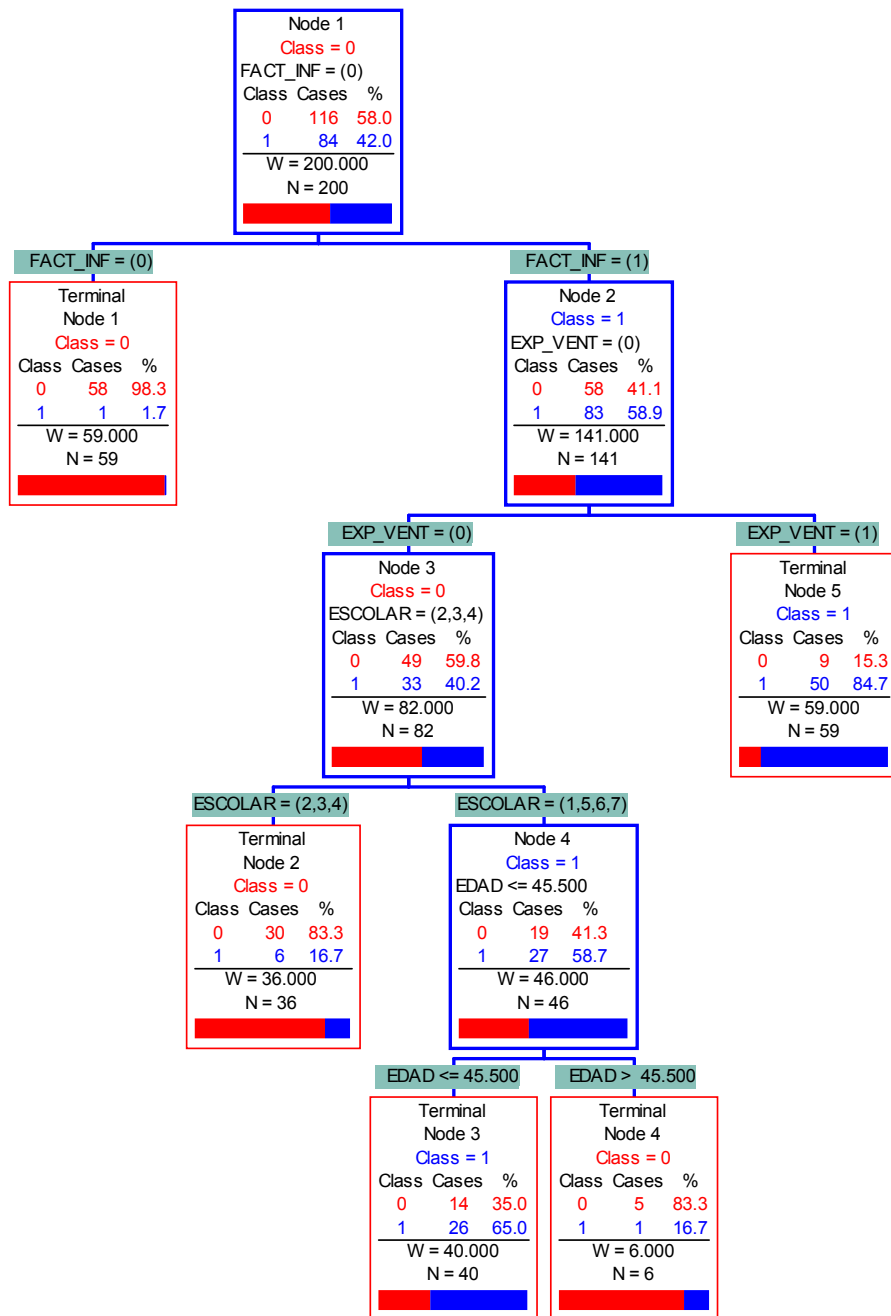 Node 1
Class = 0
FACT_INF = (0)
Class Cases %
0 116 58.0
1 84 42.0
W = 200.000
N = 200
FACT_INF = (0)
Terminal
Node 1
Class = 0
Class Cases %
0 58 98.3
1 1 1.7
W = 59.000
N = 59
FACT_INF = (1)
Node 2
Class = 1
EXP_VENT = (0)
Class Cases %
0 58 41.1
1 83 58.9
W = 141.000
N = 141
EXP_VENT = (0)
Node 3
Class = 0
ESCOLAR = (2,3,4)
Class Cases %
0 49 59.8
1 33 40.2
W = 82.000
N = 82
EXP_VENT = (1)
Terminal
Node 5
Class = 1
Class Cases %
0 9 15.3
1 50 84.7
W = 59.000
N = 59
ESCOLAR = (2,3,4)
Terminal
Node 2
Class = 0
Class Cases %
0 30 83.3
1 6 16.7
W = 36.000
N = 36
ESCOLAR = (1,5,6,7)
Node 4
Class = 1
EDAD <= 45.500
Class Cases %
0 19 41.3
1 27 58.7
W = 46.000
N = 46
EDAD <= 45.500
Terminal
Node 3
Class = 1
Class Cases %
0 14 35.0
1 26 65.0
W = 40.000
N = 40
EDAD > 45.500
Terminal
Node 4
Class = 0
Class Cases %
0 5 83.3
1 1 16.7
W = 6.000
N = 6